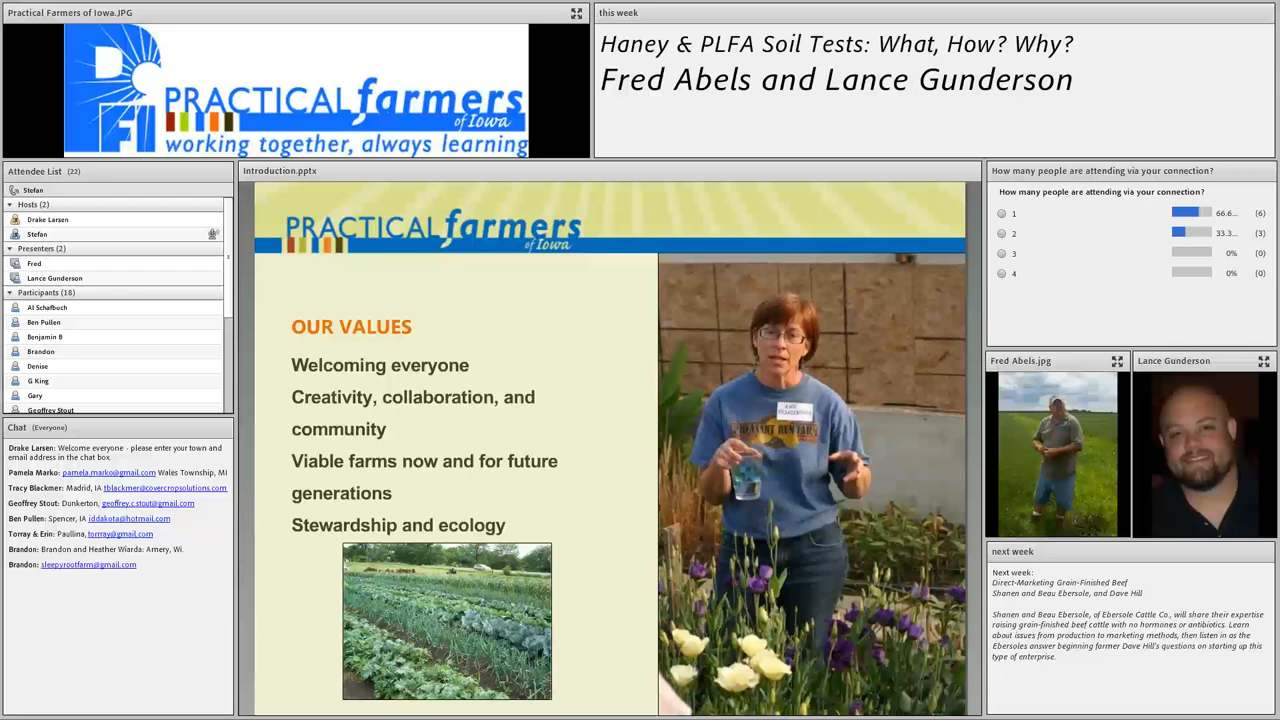 Practical Farmers of Iowa.JPG
PRACTICAL farmers
of Iowa
working together, always learning
this week
Haney & PLFA Soil Tests: What, How? Why?
Fred Abels and Lance Gunderson
Attendee List (22)
Stefan
Hosts (2)
Drake Larsen
Stefan
Presenters (2)
Fred
Lance Gunderson
Participants (18)
Al Schafbuch
Ben Pullen
Benjamin B
Brandon
Denise
G King
Gary
Geoffrey Stout
Chat (Everyone)
Drake Larsen: Welcome everyone - please enter your town and
email address in the chat box.
Pamela Marko: pamela.marko@gmail.com Wales Township, MI
Tracy Blackmer: Madrid, IA tblackmer@covercropsolutions.com
Geoffrey Stout: Dunkerton, geoffrey.c.stout@gmail.com
Ben Pullen: Spencer, IA iddakota@hotmail.com
Torray & Erin: Paullina, torrray@gmail.com
Brandon: Brandon and Heather Wiarda: Amery, Wi.
Brandon: sleepyrootfarm@gmail.com
Introduction.pptx
PRACTICAL farmers
of Iowa
OUR VALUES
Welcoming everyone
Creativity, collaboration, and
community
Viable farms now and for future
generations
Stewardship and ecology
How many people are attending via your connection?
How many people are attending via your connection?
1 66.6... (6)
2 33.3... (3)
3 0% (0)
4 0% (0)
Fred Abels.jpg
Lance Gunderson
next week
Next week:
Direct-Marketing Grain-Finished Beef
Shanen and Beau Ebersole, and Dave Hill
Shanen and Beau Ebersole, of Ebersole Cattle Co., will share their expertise
raising grain-finished beef cattle with no hormones or antibiotics. Learn
about issues from production to marketing methods, then listen in as the
Ebersoles answer beginning farmer Dave Hill's questions on starting up this
type of enterprise.